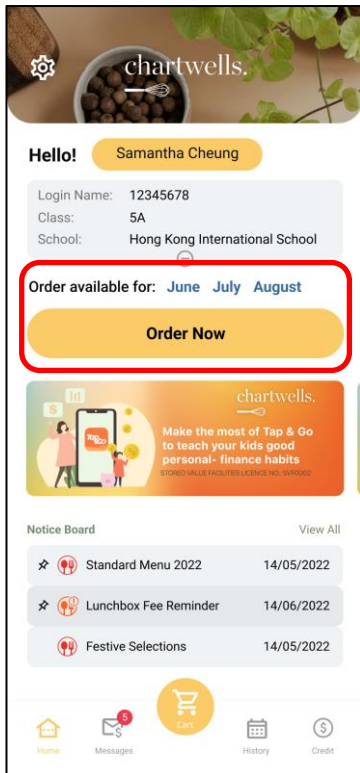 chartwells.
Hello! Samantha Cheung
Login Name: 12345678
Class: 5A
School: Hong Kong International School
Order available for: June July August
Order Now
chartwells.
Tap&Go
Make the most of Tap & Go
to teach your kids good
personal- finance habits
STORED VALUE FACILITIES LICENCE NO.: SVF0002
Notice Board View All
Standard Menu 2022 14/05/2022
Lunchbox Fee Reminder 14/06/2022
Festive Selections 14/05/2022
5
Home Messages Cart History Credit